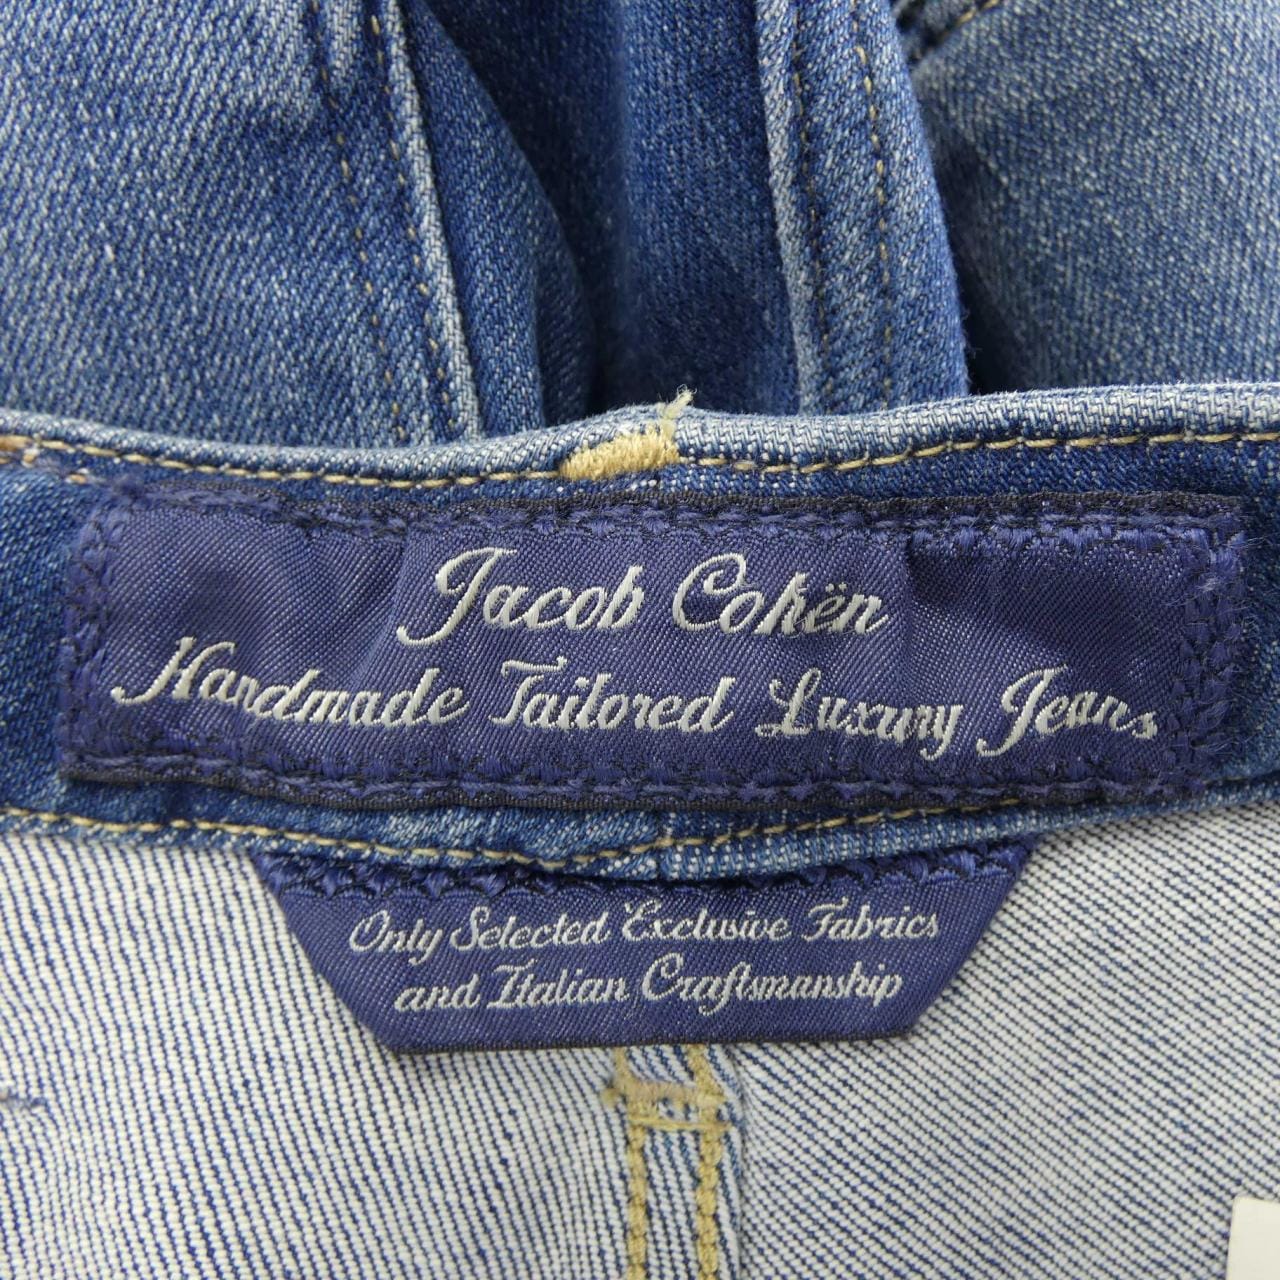 Jacob Cohën
Handmade Tailored Luxury Jeans
Only Selected Exclusive Fabrics
and Italian Craftsmanship